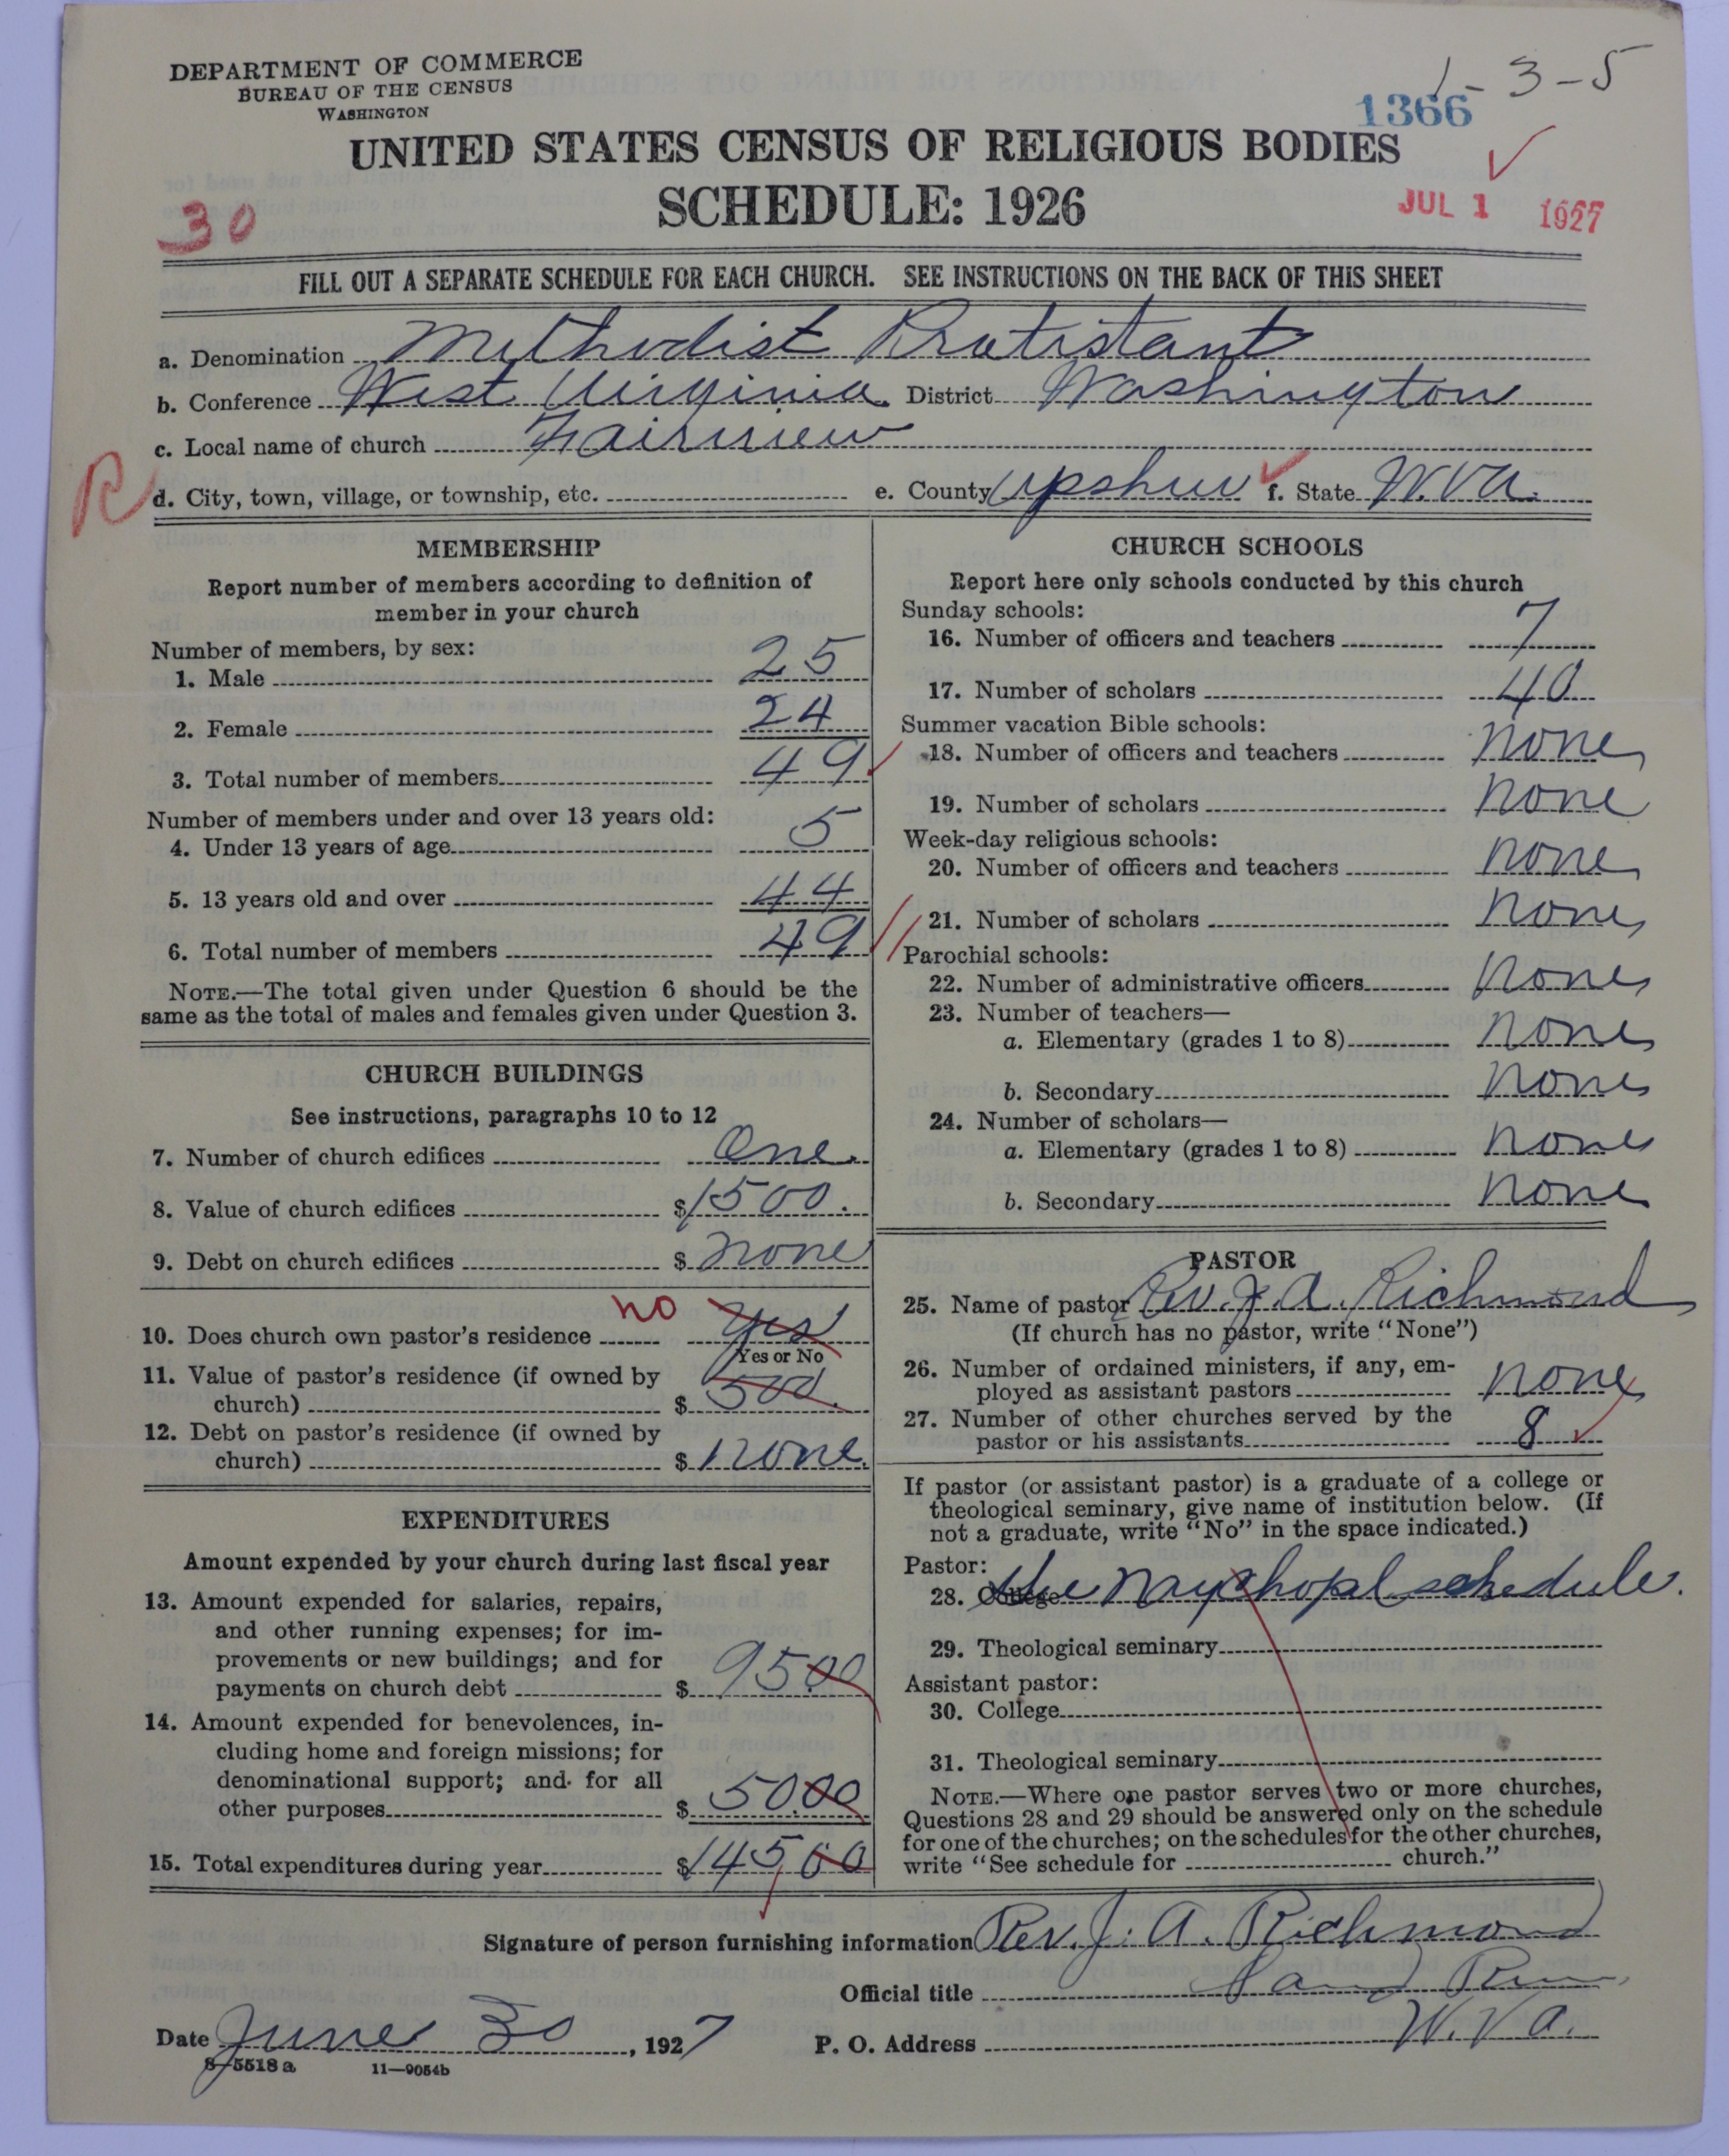 DEPARTMENT OF COMMERCE
BUREAU OF THE CENSUS
WASHINGTON
1-3-5
1366
UNITED STATES CENSUS OF RELIGIOUS BODIES
SCHEDULE: 1926
30
JUL 1 1927
FILL OUT A SEPARATE SCHEDULE FOR EACH CHURCH. SEE INSTRUCTIONS ON THE BACK OF THIS SHEET
a. Denomination Methodist Protistant
b. Conference West Virginia. District Washington
c. Local name of church Fairview
R
d. City, town, village, or township, etc. e. County Upshur f. State W.Va.
MEMBERSHIP
Report number of members according to definition of
member in your church
Number of members, by sex:
1. Male 25
2. Female 24
3. Total number of members 49
Number of members under and over 13 years old:
4. Under 13 years of age 5
5. 13 years old and over 44
6. Total number of members 49
NOTE.—The total given under Question 6 should be the
same as the total of males and females given under Question 3.
CHURCH BUILDINGS
See instructions, paragraphs 10 to 12
7. Number of church edifices One.
8. Value of church edifices $1500.
9. Debt on church edifices $ none
10. Does church own pastor's residence no yes
Yes or No
11. Value of pastor's residence (if owned by
church) $ 500.
12. Debt on pastor's residence (if owned by
church) $ none.
EXPENDITURES
Amount expended by your church during last fiscal year
13. Amount expended for salaries, repairs,
and other running expenses; for im-
provements or new buildings; and for
payments on church debt $ 9500
14. Amount expended for benevolences, in-
cluding home and foreign missions; for
denominational support; and for all
other purposes $ 5000
15. Total expenditures during year $145,00
CHURCH SCHOOLS
Report here only schools conducted by this church
Sunday schools:
16. Number of officers and teachers 7
17. Number of scholars 40
Summer vacation Bible schools:
18. Number of officers and teachers none
19. Number of scholars none
Week-day religious schools:
20. Number of officers and teachers none
21. Number of scholars none
Parochial schools:
22. Number of administrative officers none
23. Number of teachers—
a. Elementary (grades 1 to 8) none
b. Secondary none
24. Number of scholars—
a. Elementary (grades 1 to 8) none
b. Secondary none
PASTOR
25. Name of pastor Rev. J. A. Richmond
(If church has no pastor, write "None")
26. Number of ordained ministers, if any, em-
ployed as assistant pastors none
27. Number of other churches served by the
pastor or his assistants 8
If pastor (or assistant pastor) is a graduate of a college or
theological seminary, give name of institution below. (If
not a graduate, write "No" in the space indicated.)
Pastor:
28. College schedule.
29. Theological seminary
Assistant pastor:
30. College
31. Theological seminary
NOTE.—Where one pastor serves two or more churches,
Questions 28 and 29 should be answered only on the schedule
for one of the churches; on the schedules for the other churches,
write "See schedule for church."
Signature of person furnishing information Rev. J. A. Richmond
Official title Sand Run,
Date June 30, 1927 P. O. Address W. Va.
8—5518 a 11—9054b